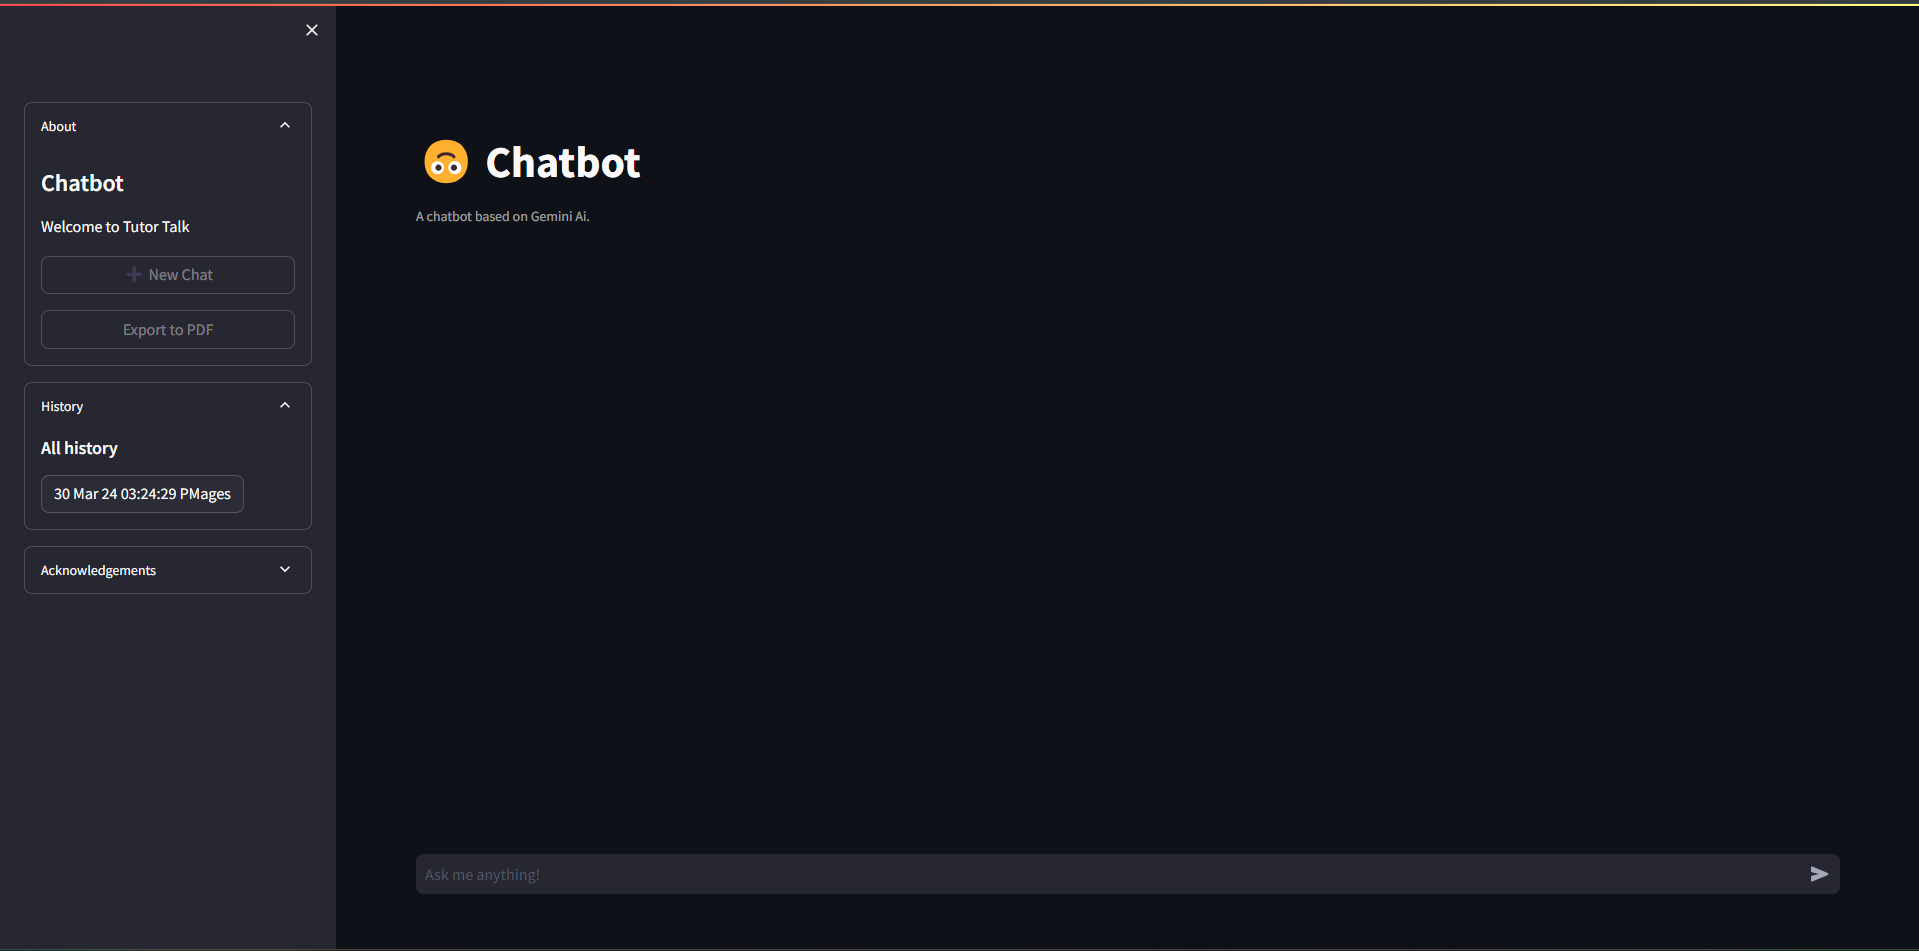 About
Chatbot
Welcome to Tutor Talk
New Chat
Export to PDF
History
All history
30 Mar 24 03:24:29 PMages
Acknowledgements
Chatbot
A chatbot based on Gemini Ai.
Ask me anything!